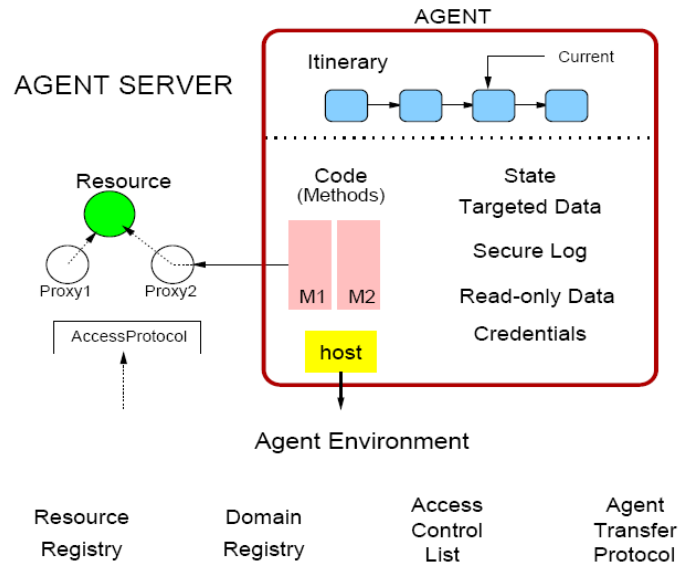 AGENT
Itinerary
Current
AGENT SERVER
Resource
Code
(Methods)
State
Targeted Data
Secure Log
Read-only Data
Credentials
Proxy1
Proxy2
M1
M2
AccessProtocol
host
Agent Environment
Resource
Registry
Domain
Registry
Access
Control
List
Agent
Transfer
Protocol